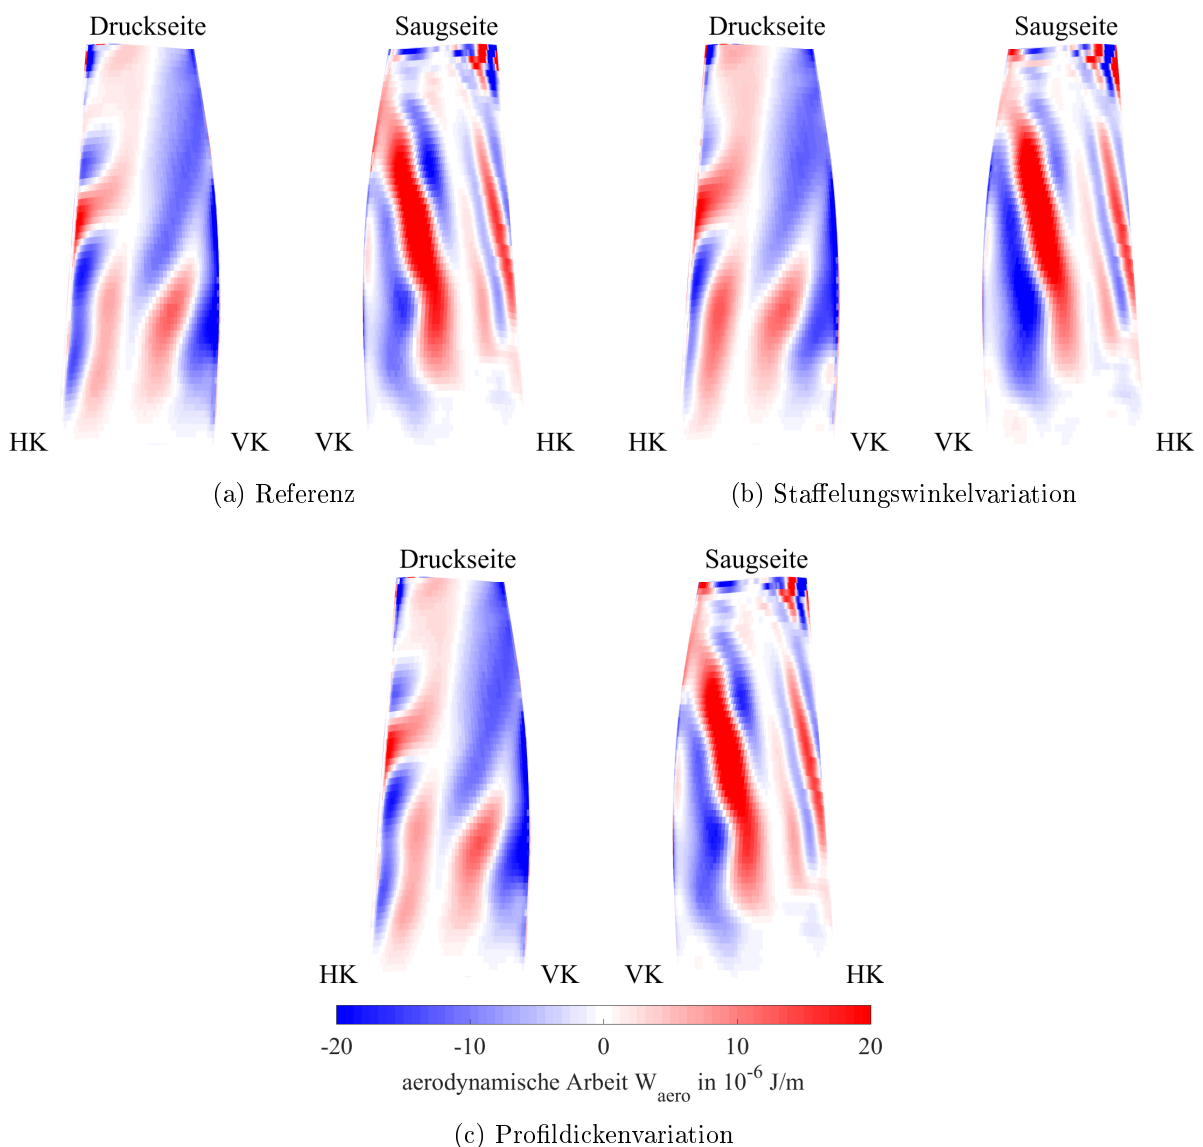 Druckseite Saugseite Druckseite Saugseite
HK VK VK HK HK VK VK HK
(a) Referenz (b) Staffelungswinkelvariation
Druckseite Saugseite
HK VK VK HK
-20 -10 0 10 20
aerodynamische Arbeit W_aero in 10^-6 J/m
(c) Profildickenvariation